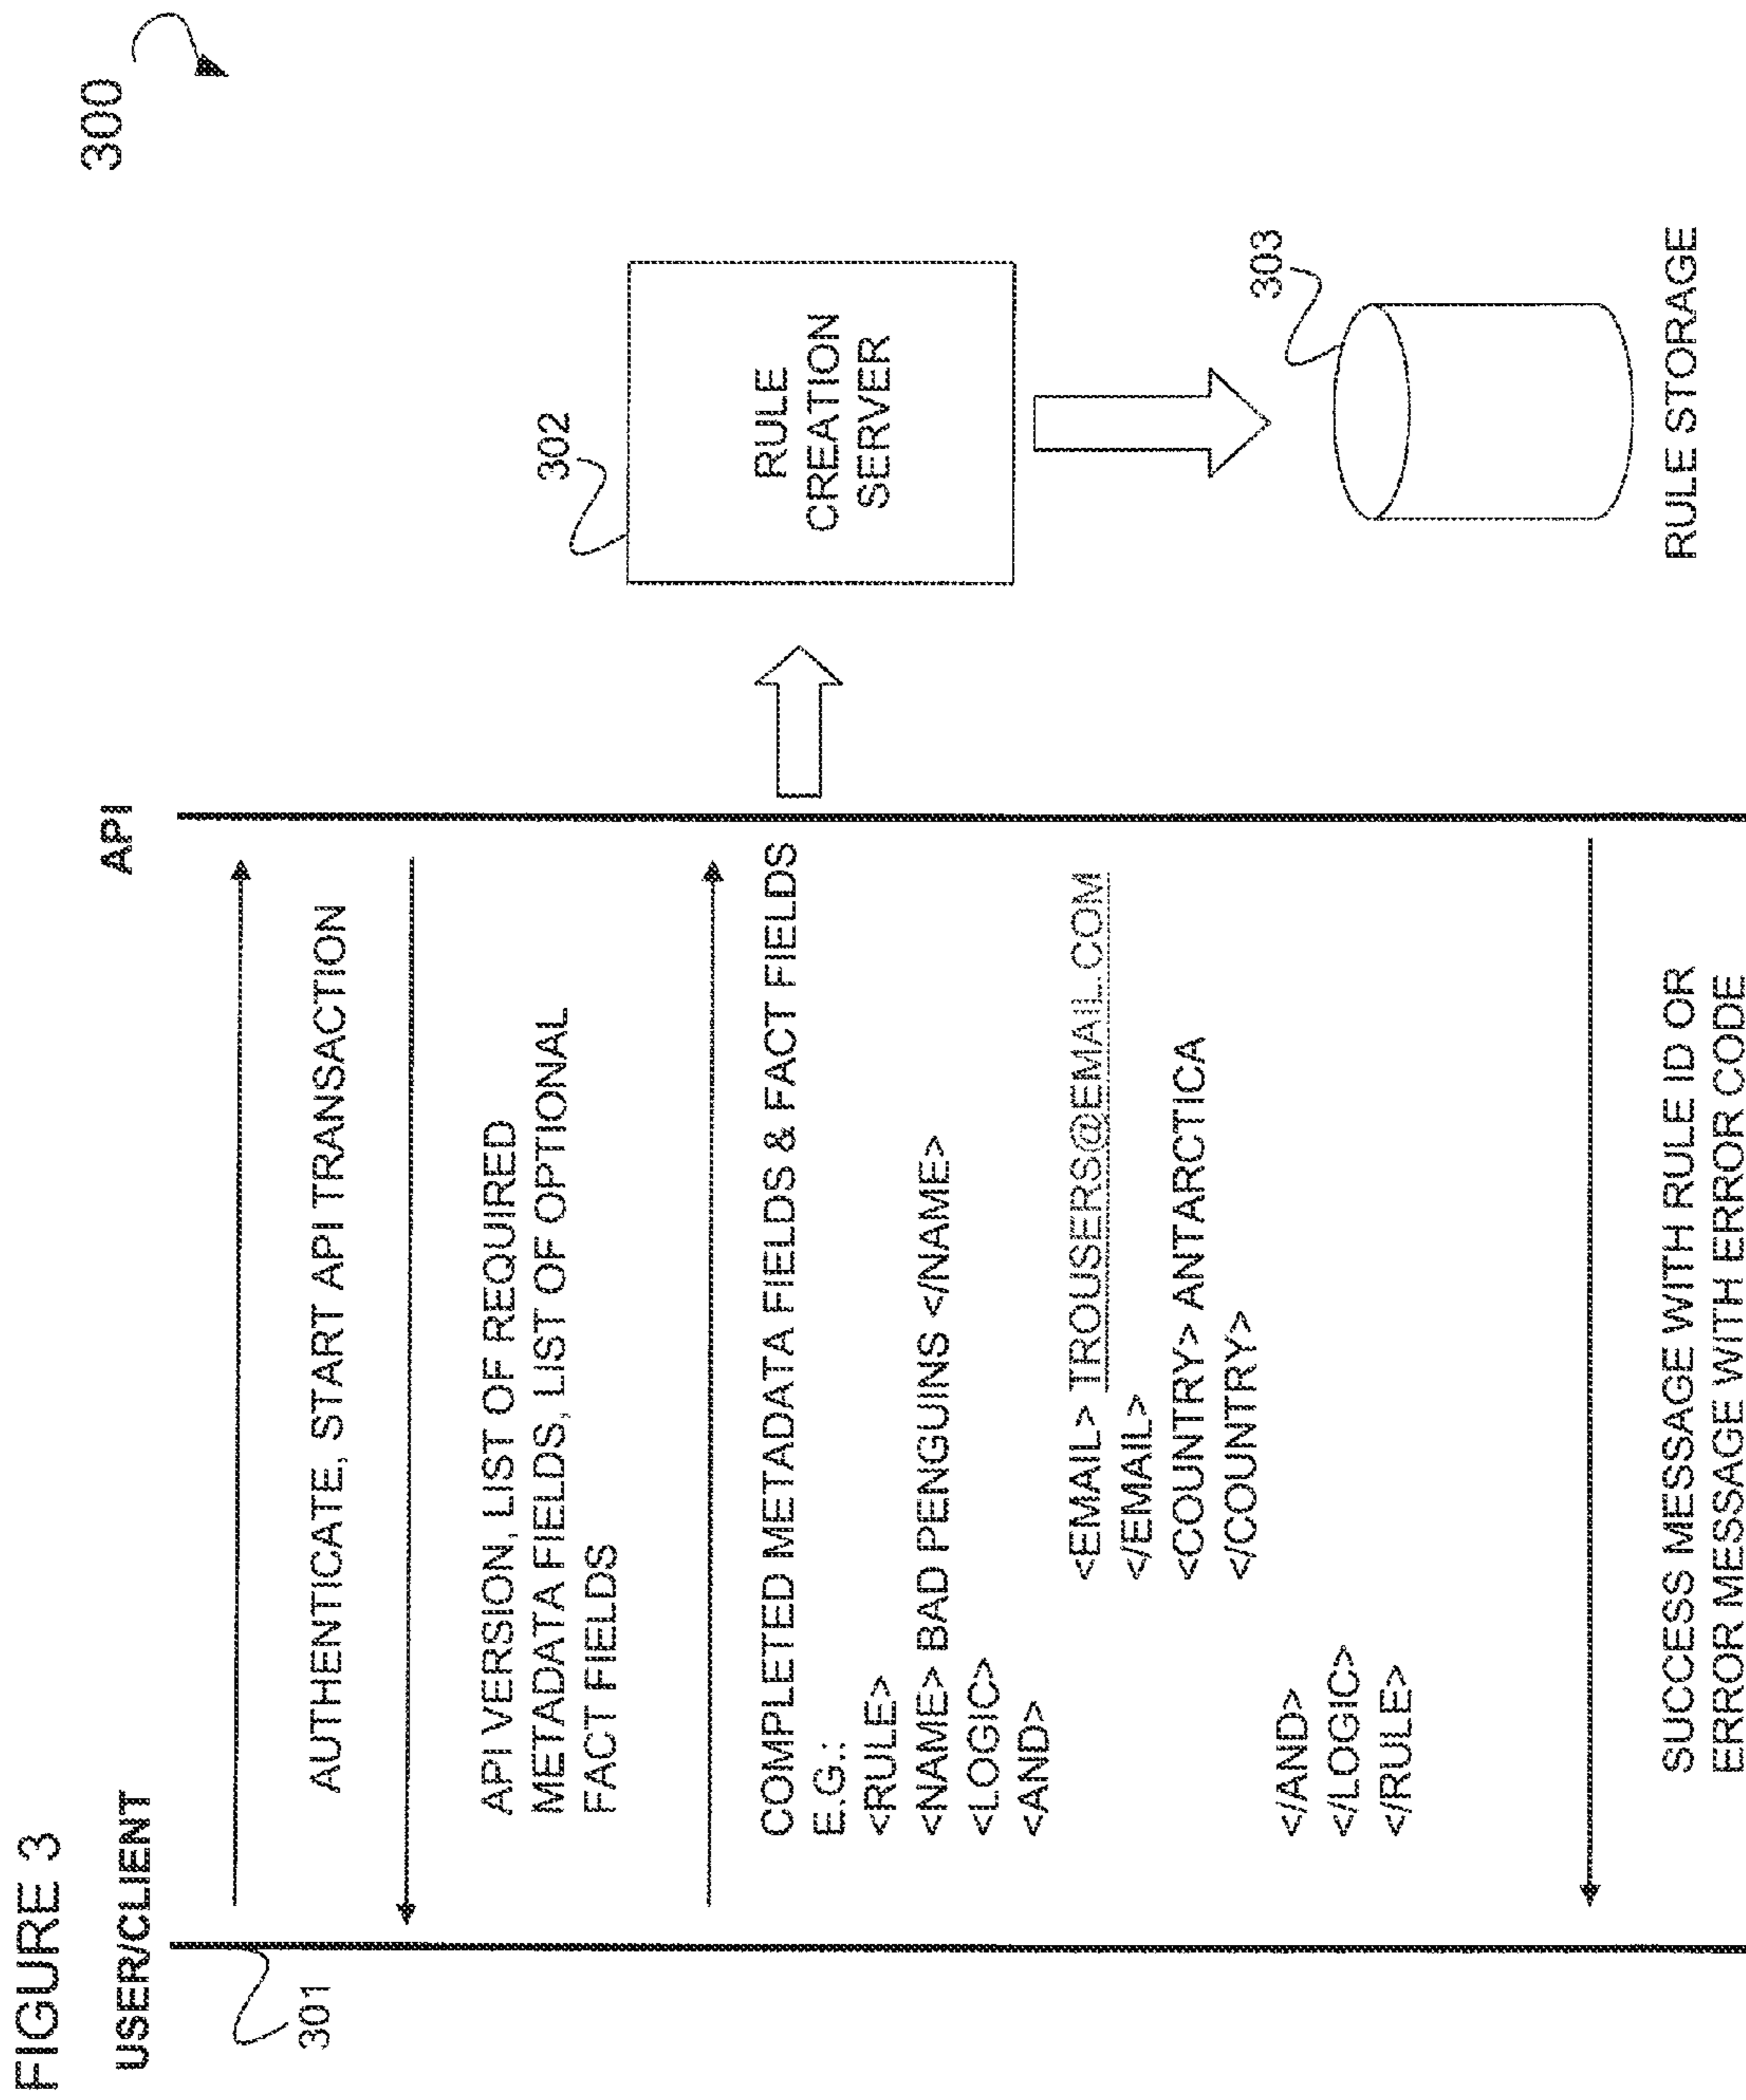 FIGURE 3
300
USER/CLIENT
API
301
AUTHENTICATE, START API TRANSACTION
API VERSION, LIST OF REQUIRED
METADATA FIELDS, LIST OF OPTIONAL
FACT FIELDS
COMPLETED METADATA FIELDS & FACT FIELDS
E.G.:
<RULE>
<NAME> BAD PENGUINS </NAME>
<LOGIC>
<AND>
<EMAIL> TROUSERS@EMAIL.COM
</EMAIL>
<COUNTRY> ANTARCTICA
</COUNTRY>
</AND>
</LOGIC>
</RULE>
SUCCESS MESSAGE WITH RULE ID OR
ERROR MESSAGE WITH ERROR CODE
302
RULE
CREATION
SERVER
303
RULE STORAGE